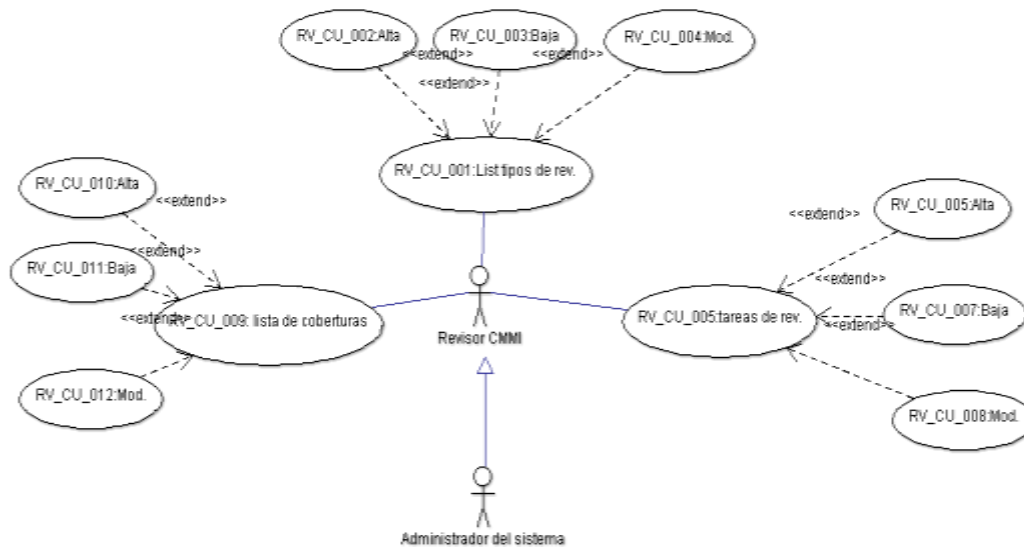 RV_CU_002:Alta
RV_CU_003:Baja
RV_CU_004:Mod.
<<extend>>
<<extend>>
<<extend>>
RV_CU_001:List tipos de rev.
RV_CU_010:Alta
<<extend>>
RV_CU_005:Alta
<<extend>>
<<extend>>
RV_CU_011:Baja
<<extend>>
RV_CU_007:Baja
<<extend>>
RV_CU_009: lista de coberturas
RV_CU_005:tareas de rev.
<<extend>>
Revisor CMMI
RV_CU_012:Mod.
RV_CU_008:Mod.
Administrador del sistema